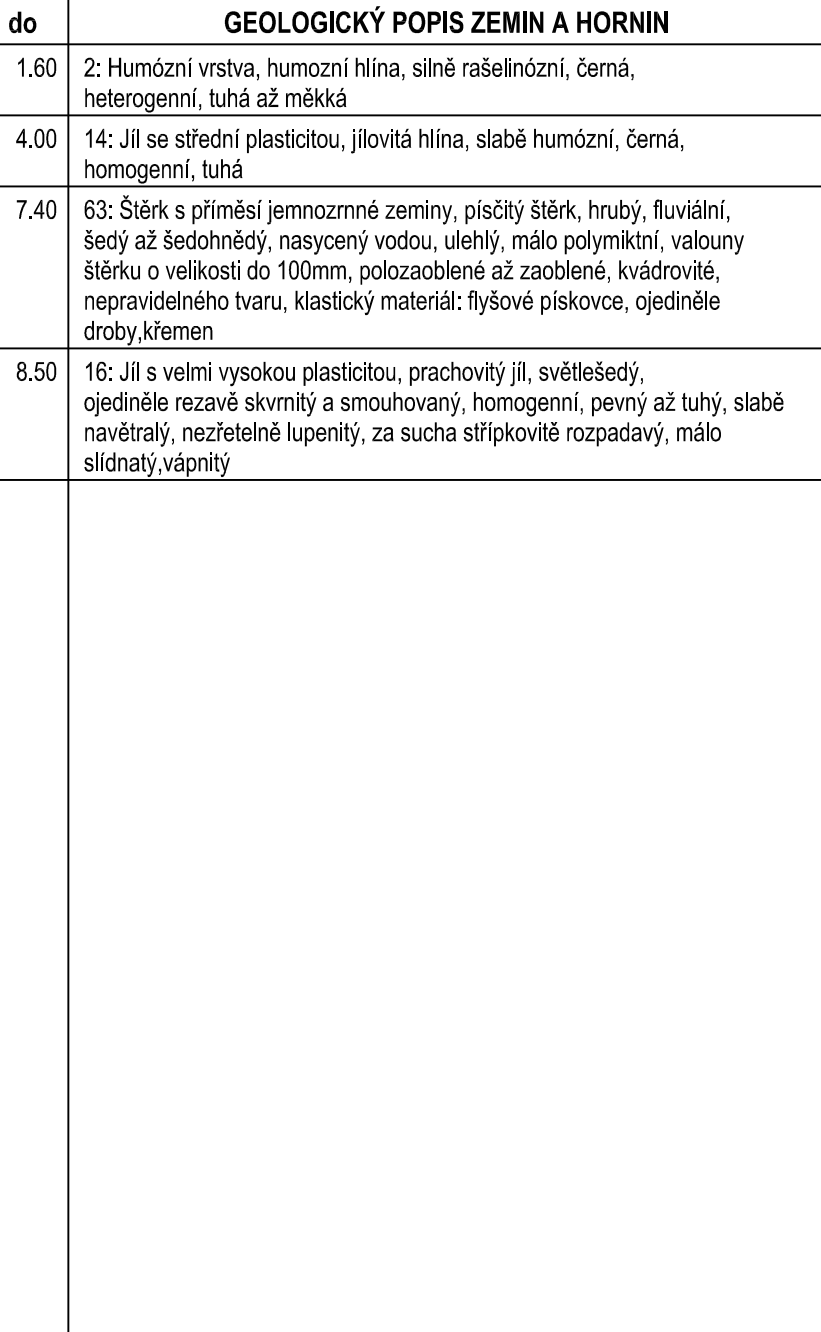 do GEOLOGICKÝ POPIS ZEMIN A HORNIN
1.60 2: Humózní vrstva, humozní hlína, silně rašelinózní, černá,
heterogenní, tuhá až měkká
4.00 14: Jíl se střední plasticitou, jílovitá hlína, slabě humózní, černá,
homogenní, tuhá
7.40 63: Štěrk s příměsí jemnozrnné zeminy, písčitý štěrk, hrubý, fluviální,
šedý až šedohnědý, nasycený vodou, ulehlý, málo polymiktní, valouny
štěrku o velikosti do 100mm, polozaoblené až zaoblené, kvádrovité,
nepravidelného tvaru, klastický materiál: flyšové pískovce, ojediněle
droby,křemen
8.50 16: Jíl s velmi vysokou plasticitou, prachovitý jíl, světlešedý,
ojediněle rezavě skvrnitý a smouhovaný, homogenní, pevný až tuhý, slabě
navětralý, nezřetelně lupenitý, za sucha střípkovitě rozpadavý, málo
slídnatý,vápnitý